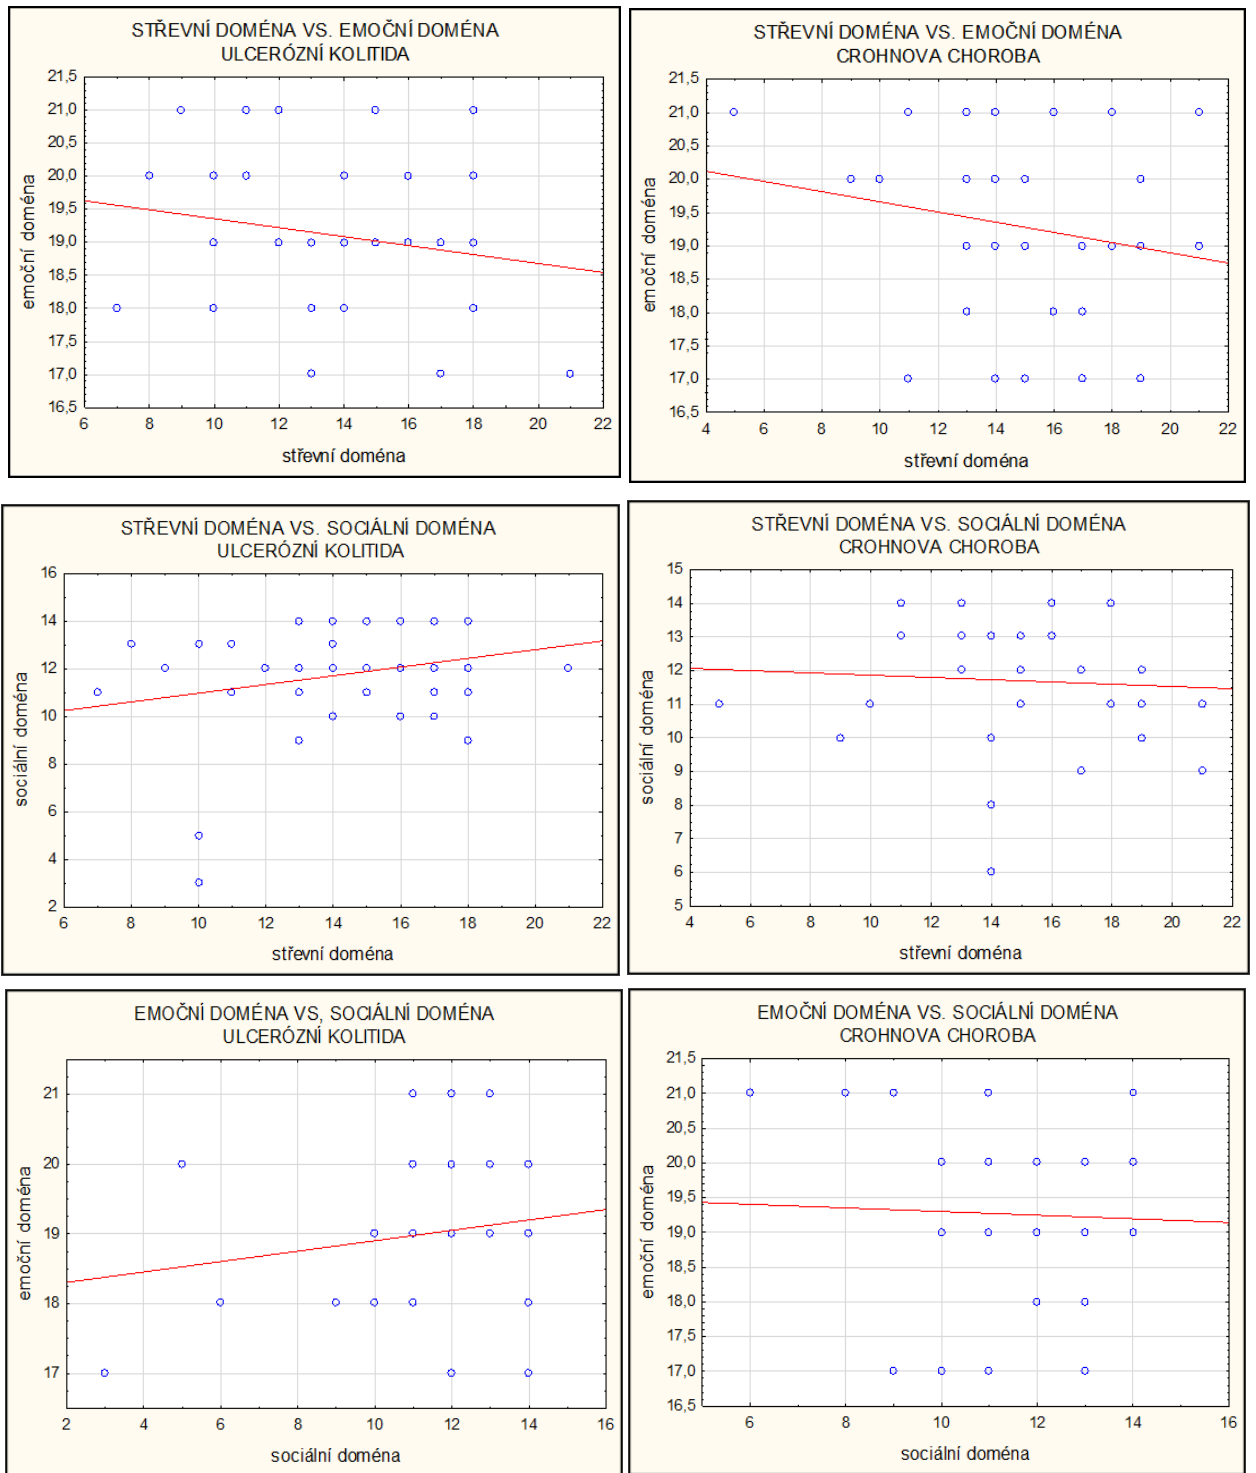 STŘEVNÍ DOMÉNA VS. EMOČNÍ DOMÉNA
ULCERÓZNÍ KOLITIDA
21,5
21,0
20,5
20,0
19,5
19,0
18,5
18,0
17,5
17,0
16,5
emoční doména
6 8 10 12 14 16 18 20 22
střevní doména
STŘEVNÍ DOMÉNA VS. EMOČNÍ DOMÉNA
CROHNOVA CHOROBA
21,5
21,0
20,5
20,0
19,5
19,0
18,5
18,0
17,5
17,0
16,5
emoční doména
4 6 8 10 12 14 16 18 20 22
střevní doména
STŘEVNÍ DOMÉNA VS. SOCIÁLNÍ DOMÉNA
ULCERÓZNÍ KOLITIDA
16
14
12
10
8
6
4
2
sociální doména
6 8 10 12 14 16 18 20 22
střevní doména
STŘEVNÍ DOMÉNA VS. SOCIÁLNÍ DOMÉNA
CROHNOVA CHOROBA
15
14
13
12
11
10
9
8
7
6
5
sociální doména
4 6 8 10 12 14 16 18 20 22
střevní doména
EMOČNÍ DOMÉNA VS, SOCIÁLNÍ DOMÉNA
ULCERÓZNÍ KOLITIDA
21
20
19
18
17
emoční doména
2 4 6 8 10 12 14 16
sociální doména
EMOČNÍ DOMÉNA VS. SOCIÁLNÍ DOMÉNA
CROHNOVA CHOROBA
21,5
21,0
20,5
20,0
19,5
19,0
18,5
18,0
17,5
17,0
16,5
emoční doména
6 8 10 12 14 16
sociální doména